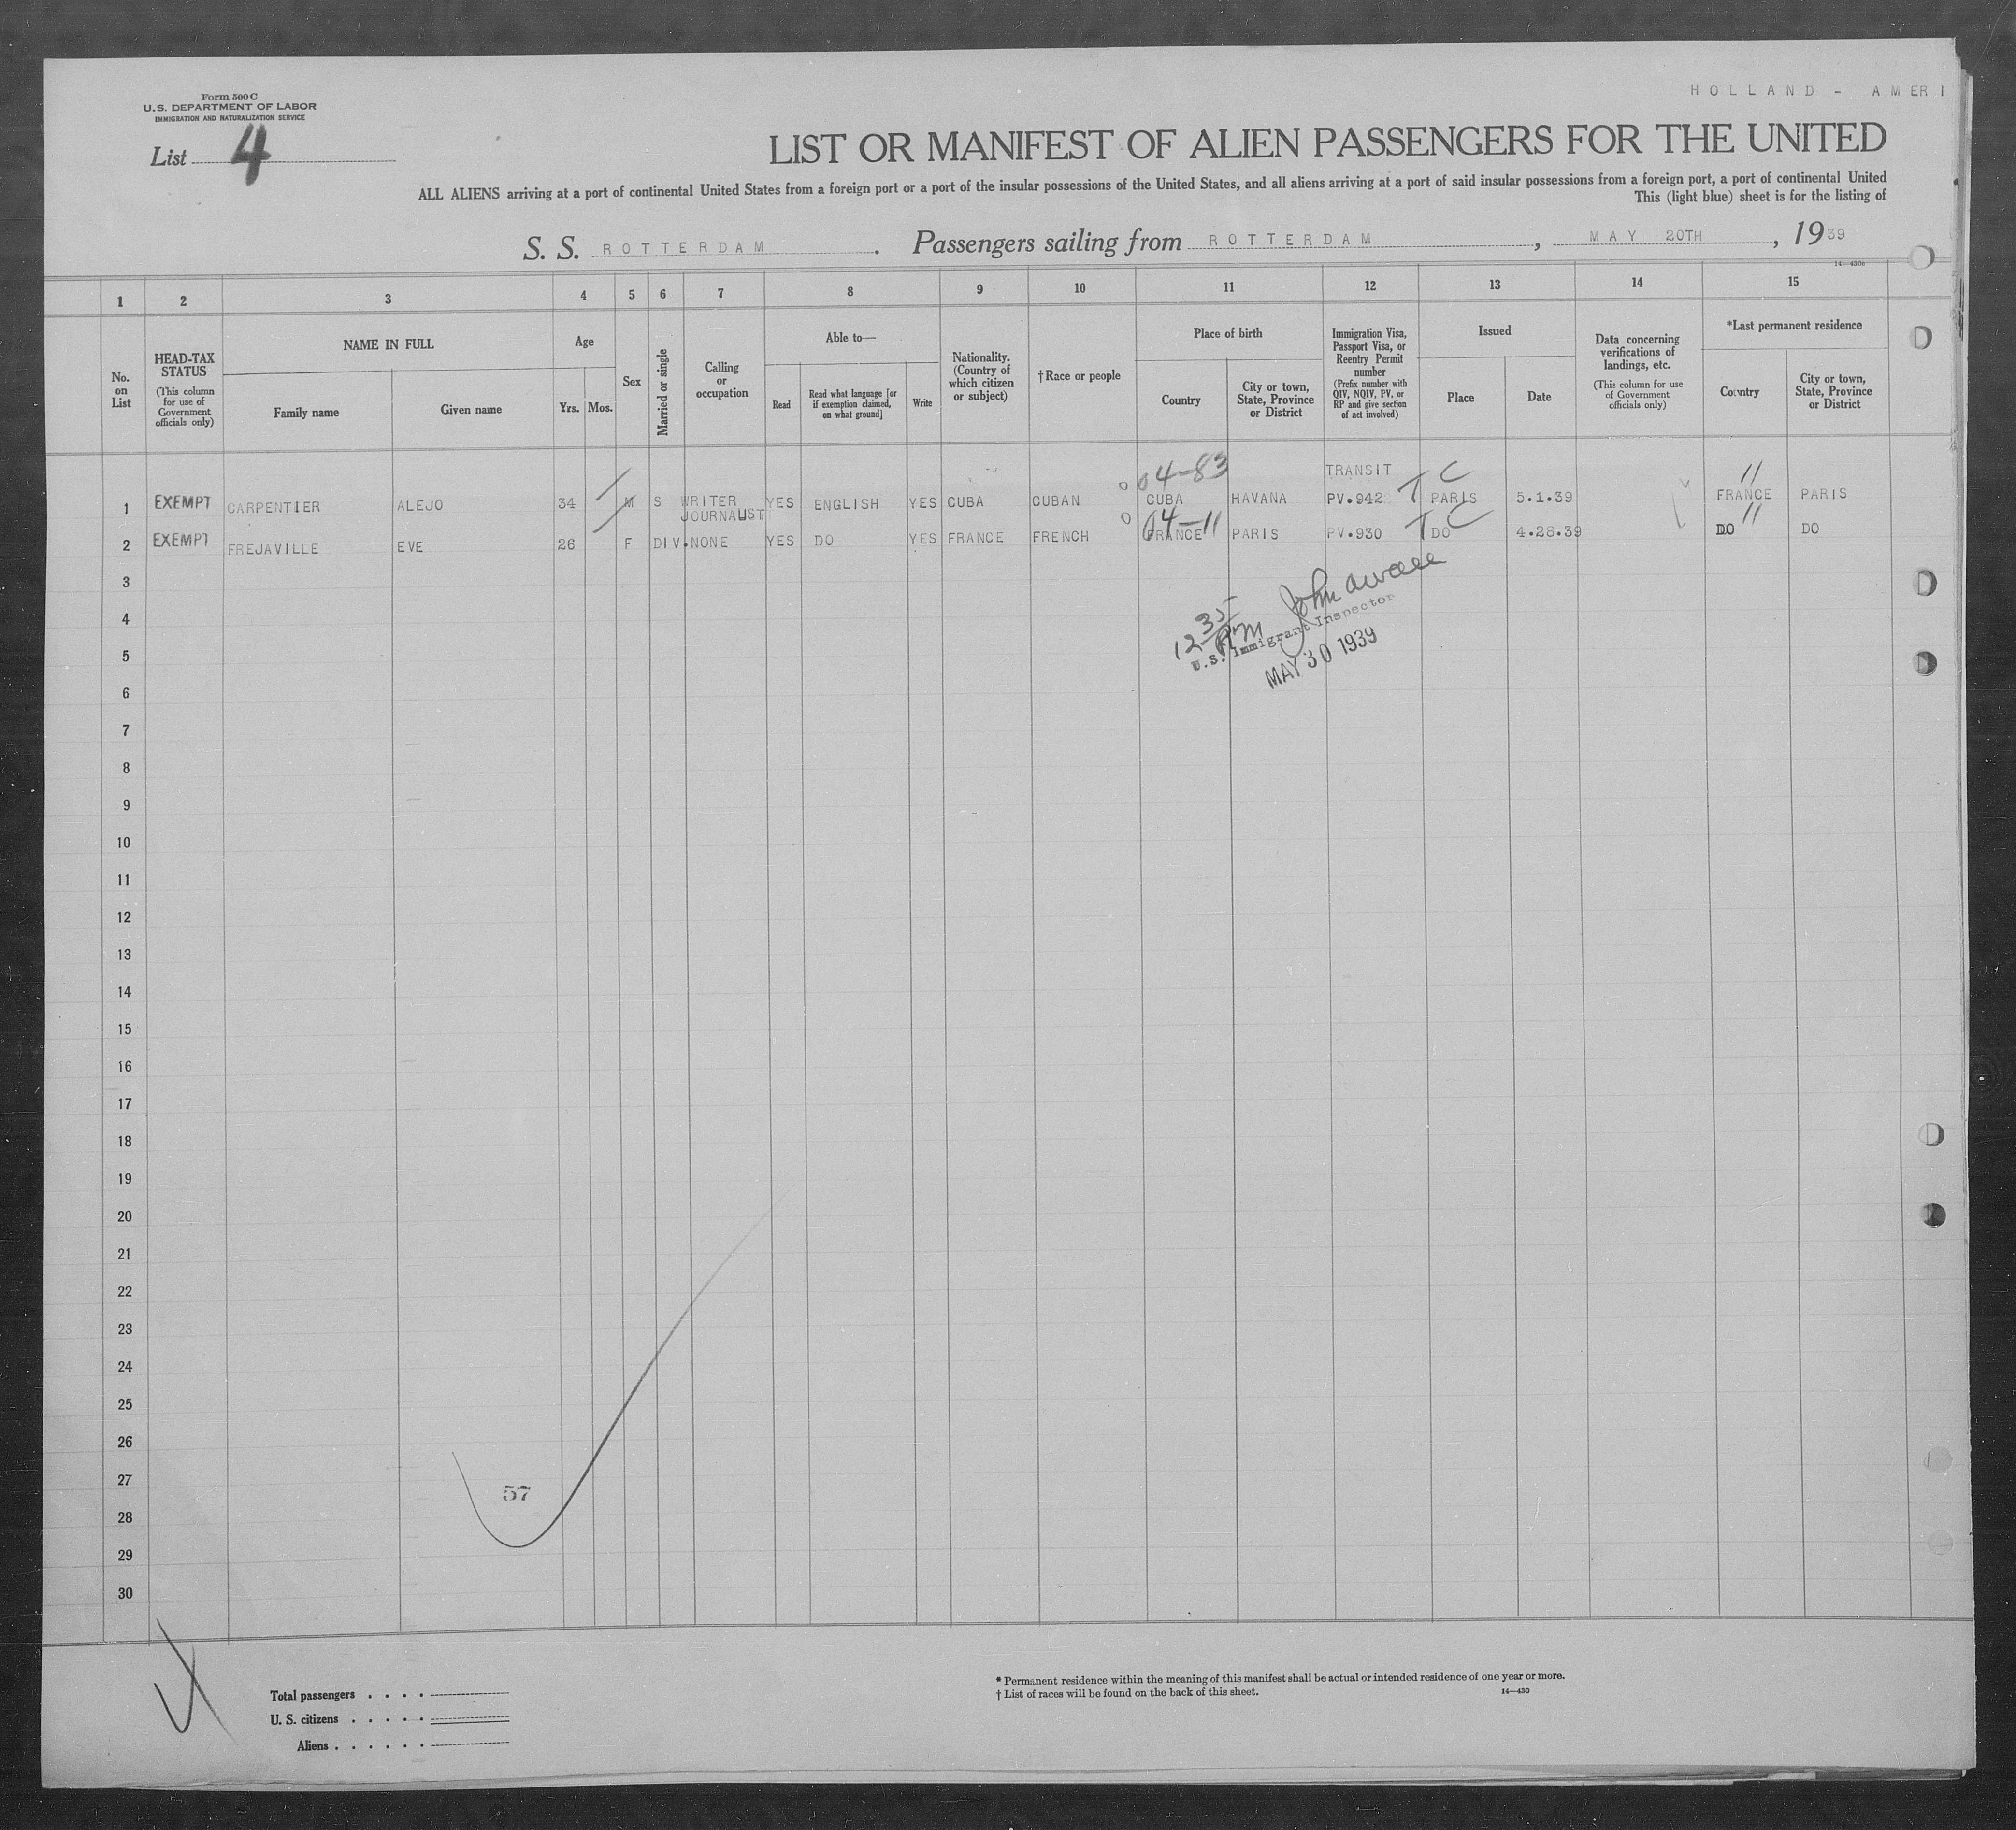 HOLLAND - AMERI
Form 500 C
U.S. DEPARTMENT OF LABOR
IMMIGRATION AND NATURALIZATION SERVICE
List 4
LIST OR MANIFEST OF ALIEN PASSENGERS FOR THE UNITED
ALL ALIENS arriving at a port of continental United States from a foreign port or a port of the insular possessions of the United States, and all aliens arriving at a port of said insular possessions from a foreign port, a port of continental United
This (light blue) sheet is for the listing of
S. S. ROTTERDAM. Passengers sailing from ROTTERDAM, MAY 20TH, 1939
14—430c
1 2 3 4 5 6 7 8 9 10 11 12 13 14 15
No. on List
HEAD-TAX STATUS
(This column for use of Government officials only)
NAME IN FULL
Family name
Given name
Age
Yrs. Mos.
Sex
Married or single
Calling or occupation
Able to—
Read
Read what language [or if exemption claimed, on what ground]
Write
Nationality. (Country of which citizen or subject)
†Race or people
Place of birth
Country
City or town, State, Province or District
Immigration Visa, Passport Visa, or Reentry Permit number
(Prefix number with QIV, NQIV, PV, or RP and give section of act involved)
Issued
Place
Date
Data concerning verifications of landings, etc.
(This column for use of Government officials only)
*Last permanent residence
Country
City or town, State, Province or District
04-83 TRANSIT T C 11
1 EXEMPT CARPENTIER ALEJO 34 M S WRITER JOURNALIST YES ENGLISH YES CUBA CUBAN CUBA HAVANA PV.942 PARIS 5.1.39 FRANCE PARIS
04-11 T C 11
2 EXEMPT FREJAVILLE EVE 26 F DIV. NONE YES DO YES FRANCE FRENCH FRANCE PARIS PV.930 DO 4.28.39 DO DO
3
4
5
6
7
8
9
10
11
12
13
14
15
16
17
18
19
20
21
22
23
24
25
26
27
28
29
30
12 35 PM
U.S. Immigrant Inspector
MAY 30 1939
57
Total passengers
U. S. citizens
Aliens
* Permanent residence within the meaning of this manifest shall be actual or intended residence of one year or more.
† List of races will be found on the back of this sheet.
14—430